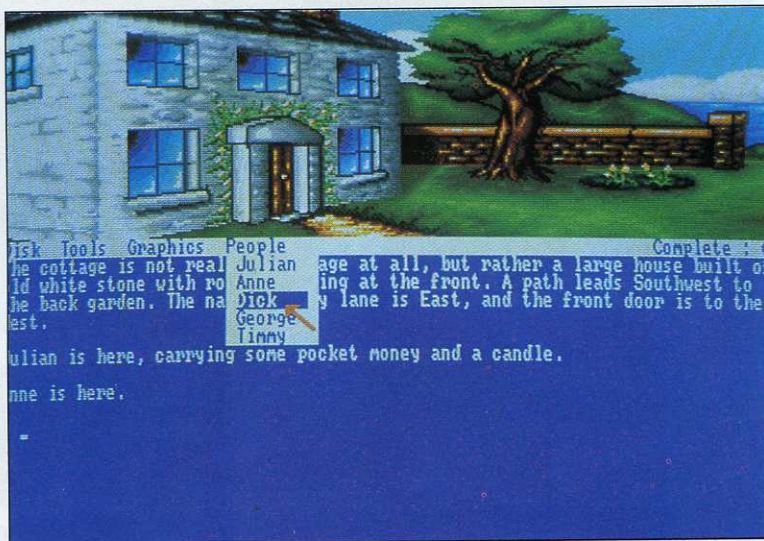 isk Tools Graphics People Complete :
he cottage is not real age at all, but rather a large house built o
ld white stone with ro ing at the front. A path leads Southwest to
he back garden. The na y lane is East, and the front door is to the
est.
Julian
Anne
Dick
George
Timmy
ulian is here, carrying some pocket money and a candle.
nne is here.